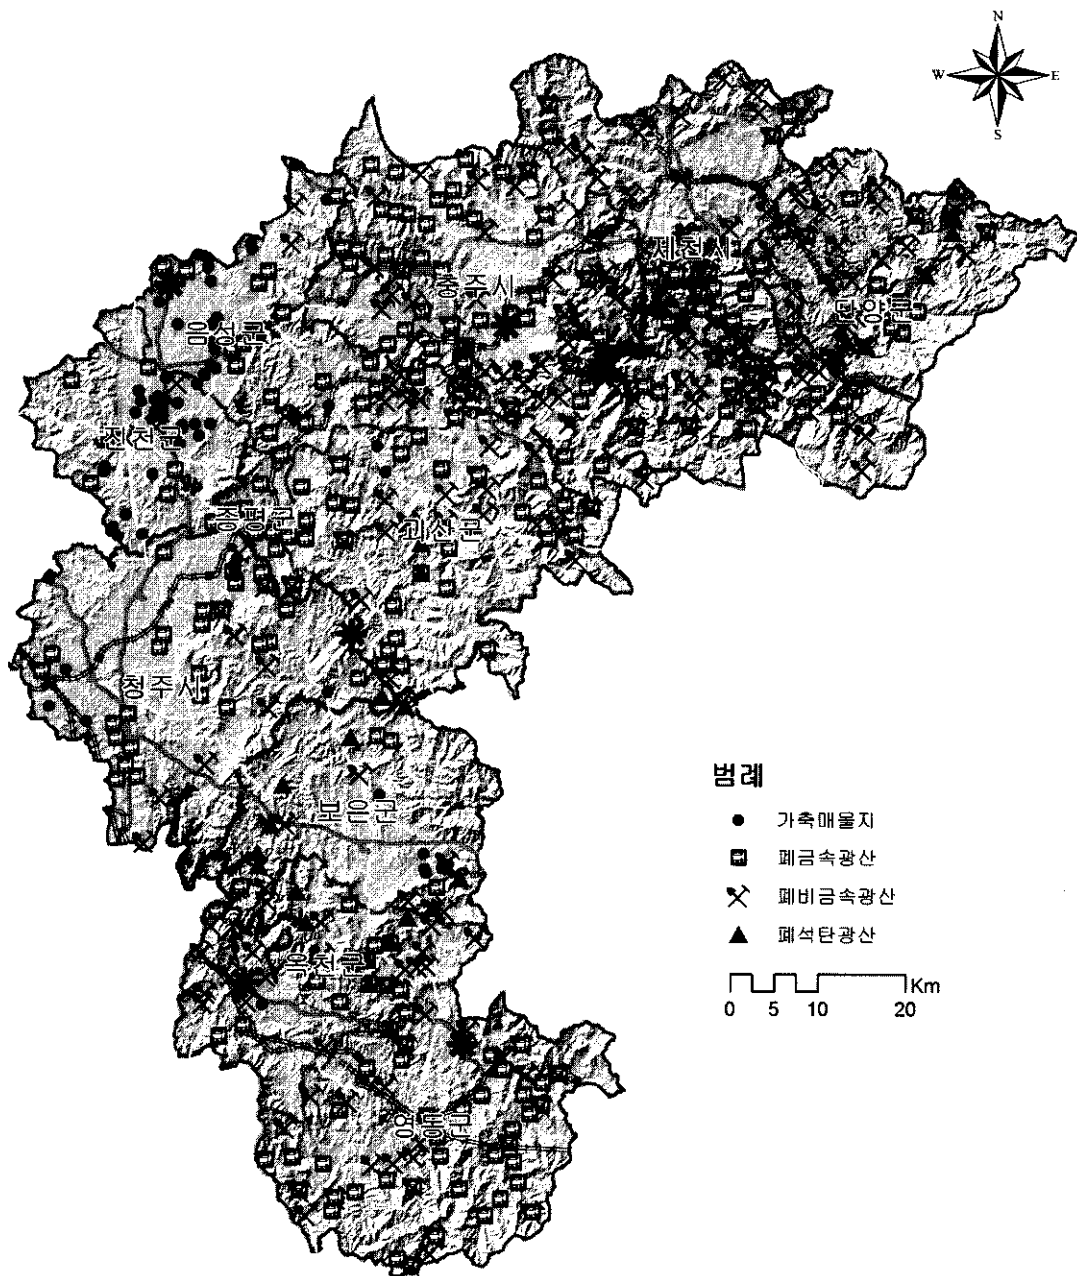 N
W E
S
제천시
충주시
단양군
음성군
진천군
증평군
괴산군
청주시
범례
보은군
가축매몰지
폐금속광산
폐비금속광산
폐석탄광산
옥천군
Km
0 5 10 20
영동군